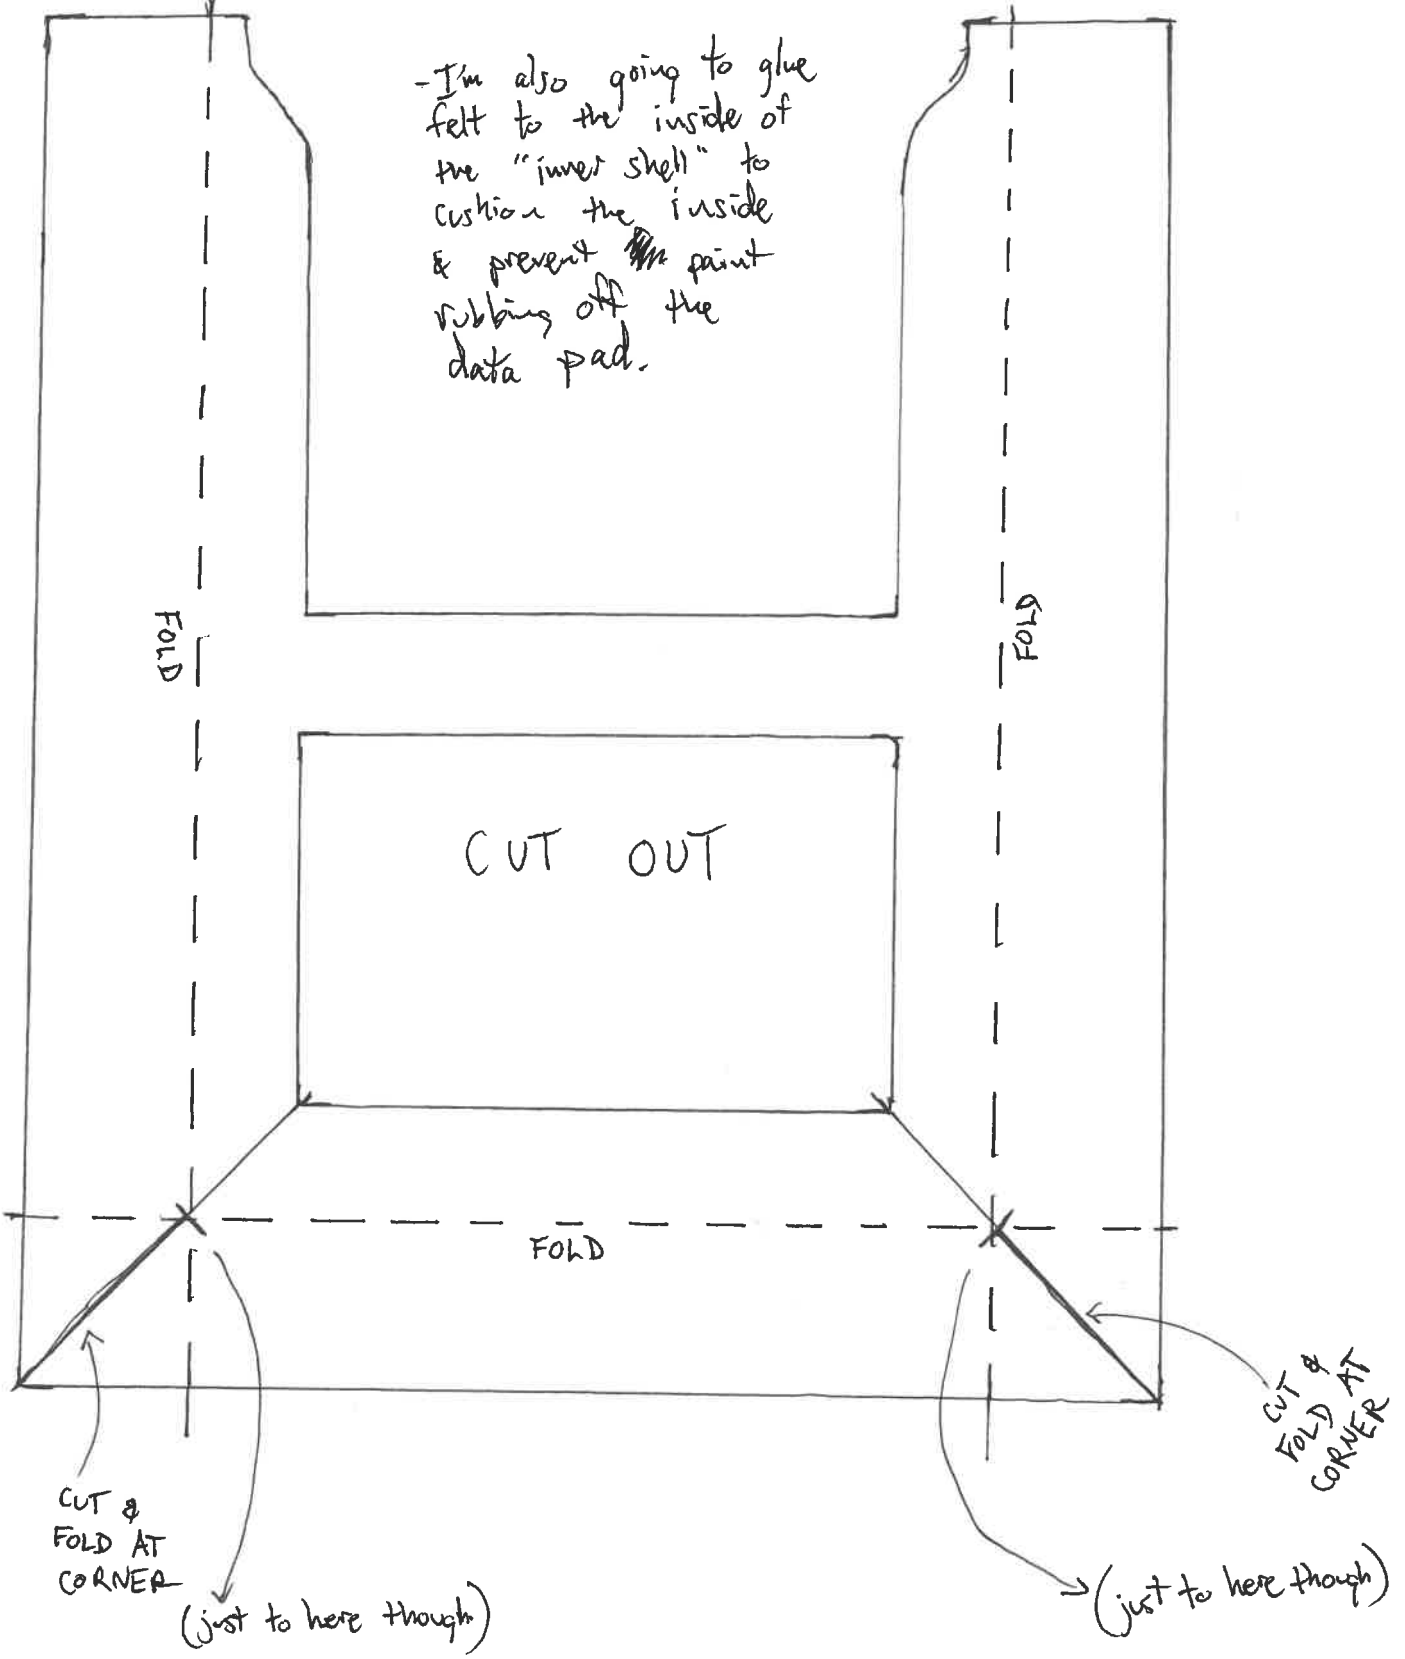 -I'm also going to glue
felt to the inside of
the "inner shell" to
cushion the inside
& prevent paint
rubbing off the
data pad.
FOLD
FOLD
CUT OUT
FOLD
CUT &
FOLD AT
CORNER
CUT &
FOLD AT
CORNER
(just to here though)
(just to here though)